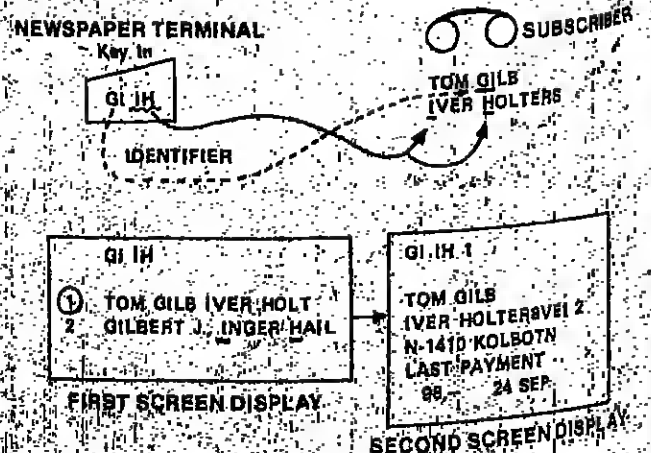 NEWSPAPER TERMINAL
Key In
GI IH
IDENTIFIER
SUBSCRIBER
TOM GILB
IVER HOLTERS
GI IH
1 TOM GILB IVER HOLT
2 GILBERT J. INGER HAIL
FIRST SCREEN DISPLAY
GI IH 1
TOM GILB
IVER HOLTERSVEI 2
N-1410 KOLBOTN
LAST PAYMENT
98,- 24 SEP
SECOND SCREEN DISPLAY